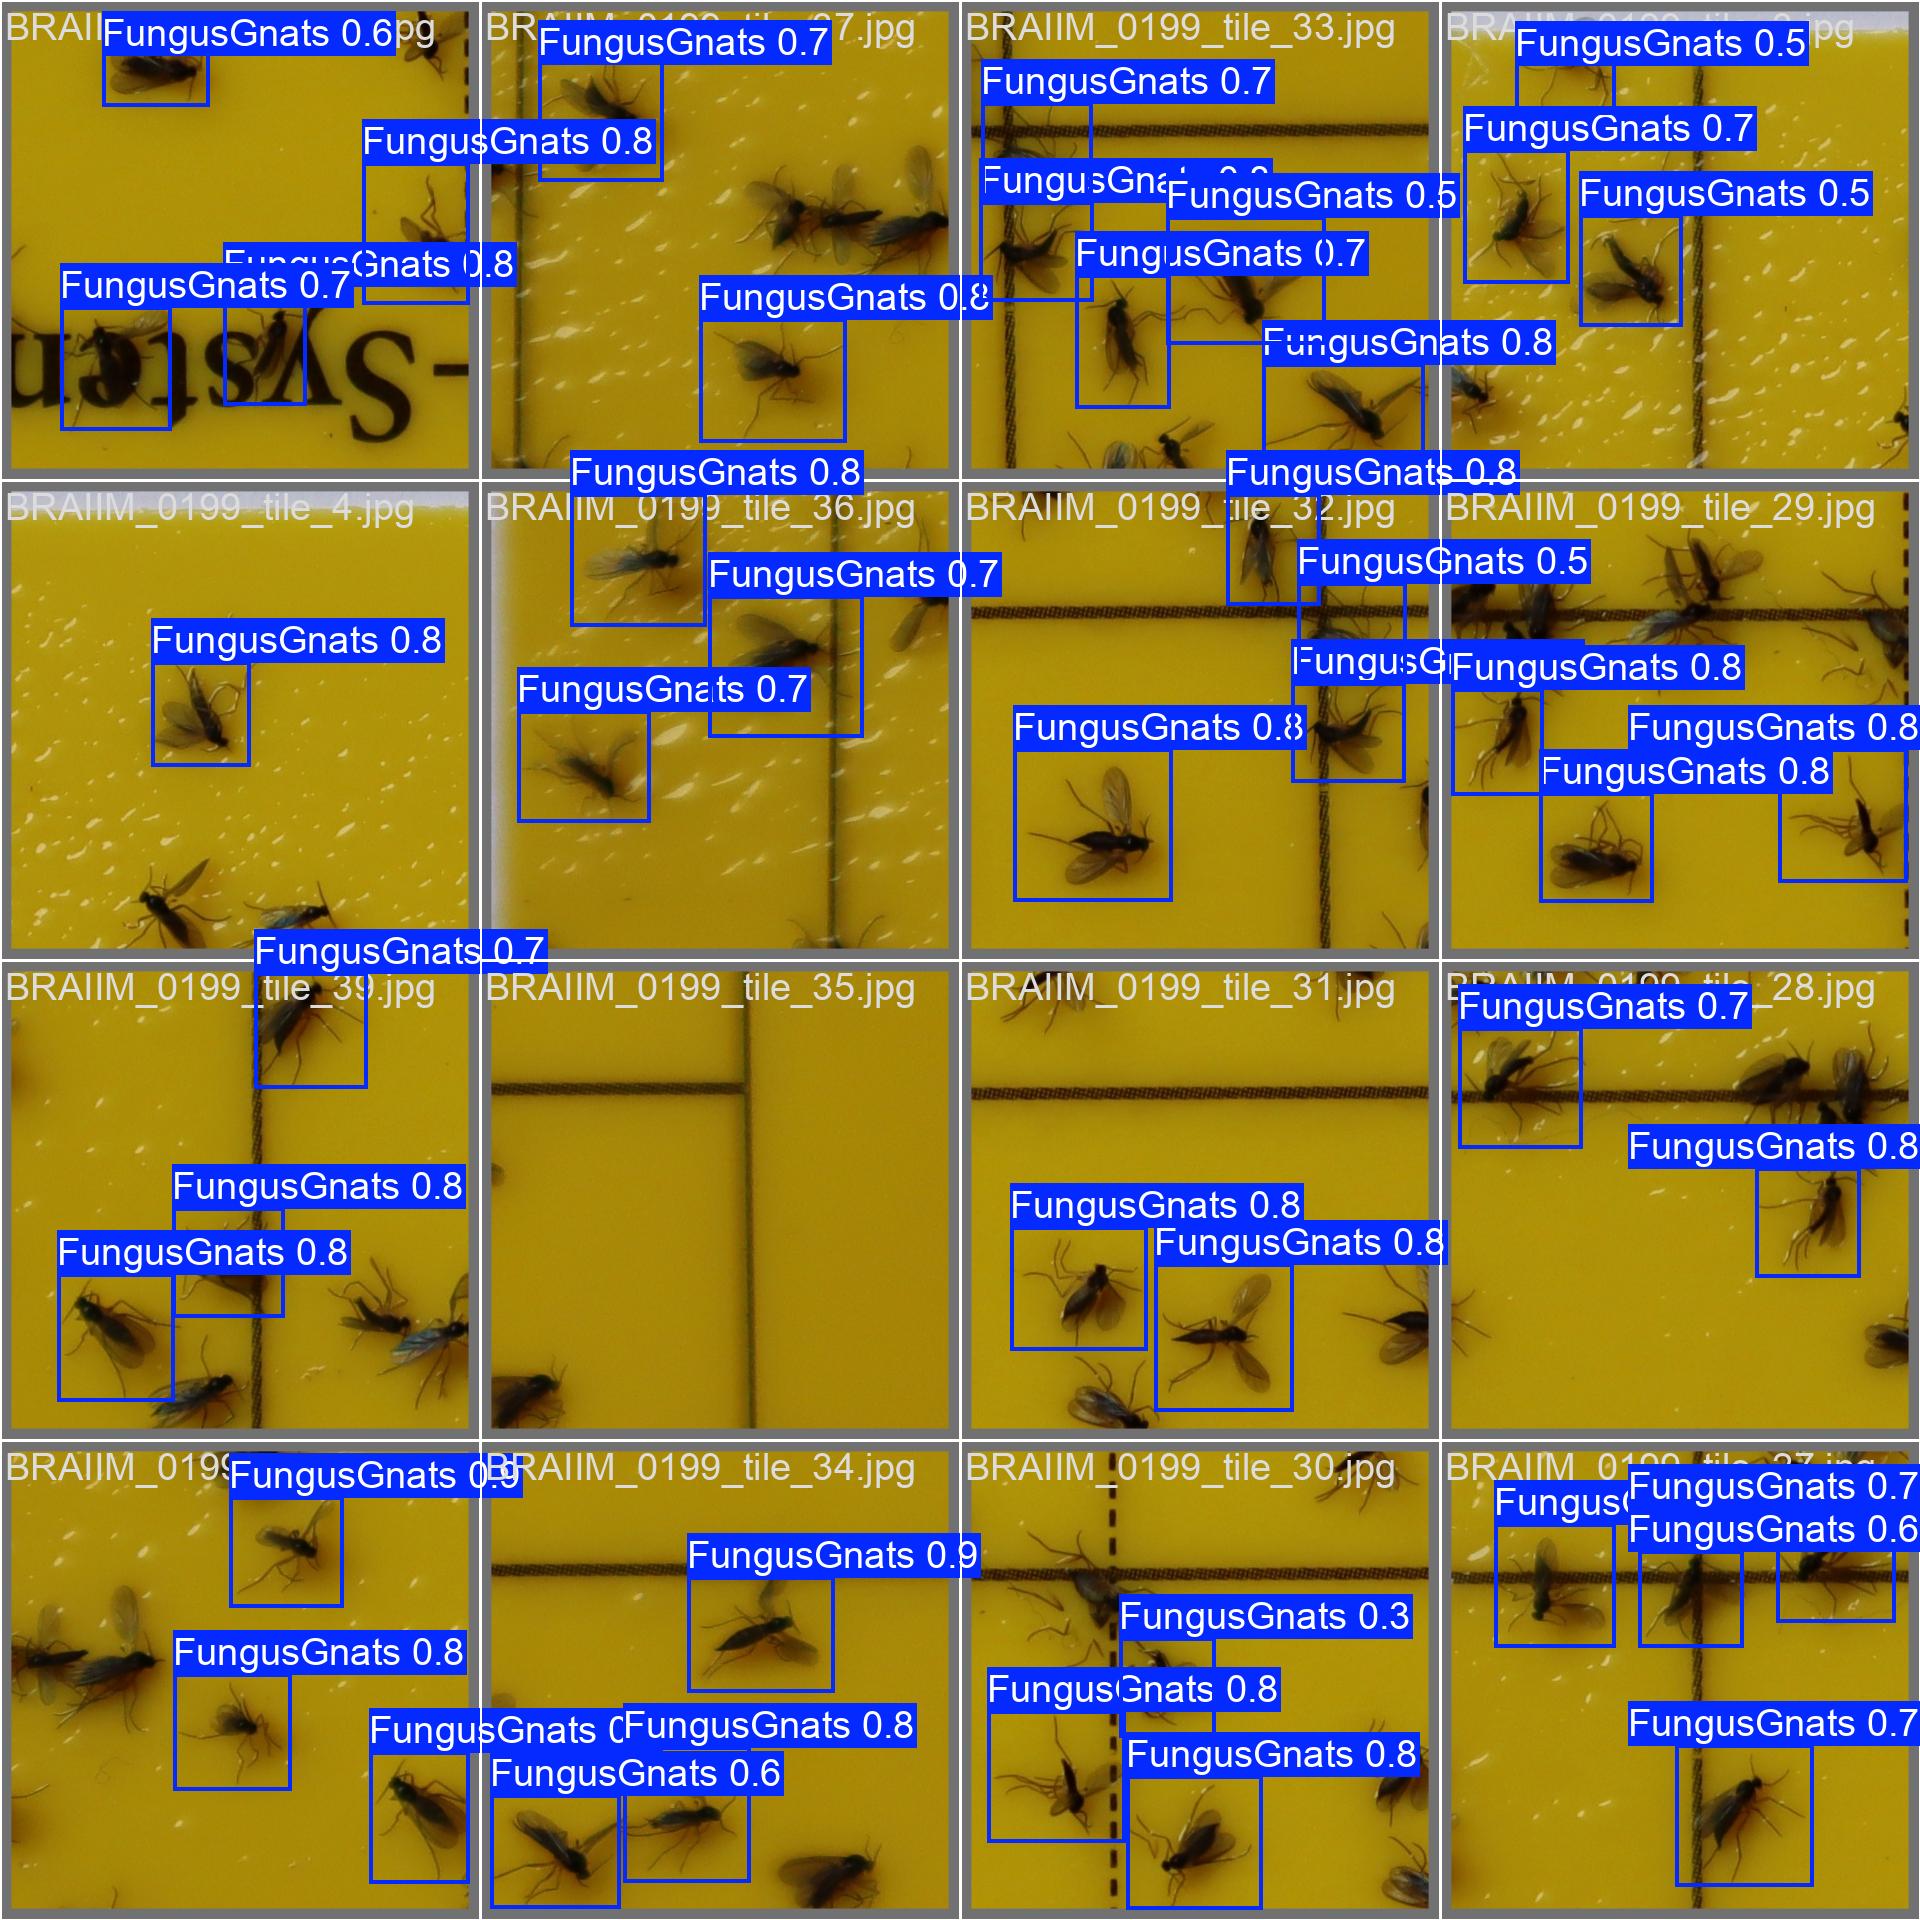 FungusGnats 0.6
FungusGnats 0.8
FungusGnats 0.7
-System
FungusGnats 0.7
FungusGnats 0.8
BRAIIM_0199_tile_33.jpg
FungusGnats 0.7
FungusGnats 0.5
FungusGnats 0.7
FungusGnats 0.8
FungusGnats 0.5
FungusGnats 0.7
FungusGnats 0.5
BRAIIM_0199_tile_4.jpg
FungusGnats 0.8
BRAIIM_0199_tile_36.jpg
FungusGnats 0.8
FungusGnats 0.7
FungusGnats 0.7
BRAIIM_0199_tile_32.jpg
FungusGnats 0.8
FungusGnats 0.5
FungusGnats 0.8
BRAIIM_0199_tile_29.jpg
FungusGnats 0.8
FungusGnats 0.8
FungusGnats 0.8
BRAIIM_0199_tile_39.jpg
FungusGnats 0.7
FungusGnats 0.8
FungusGnats 0.8
BRAIIM_0199_tile_35.jpg
BRAIIM_0199_tile_31.jpg
FungusGnats 0.8
FungusGnats 0.8
BRAIIM_0199_tile_28.jpg
FungusGnats 0.7
FungusGnats 0.8
FungusGnats 0.9
FungusGnats 0.8
FungusGnats
BRAIIM_0199_tile_34.jpg
FungusGnats 0.9
FungusGnats 0.8
FungusGnats 0.6
BRAIIM_0199_tile_30.jpg
FungusGnats 0.3
FungusGnats 0.8
FungusGnats 0.8
BRAIIM_0199_tile_27.jpg
FungusGnats 0.7
FungusGnats 0.6
FungusGnats 0.7